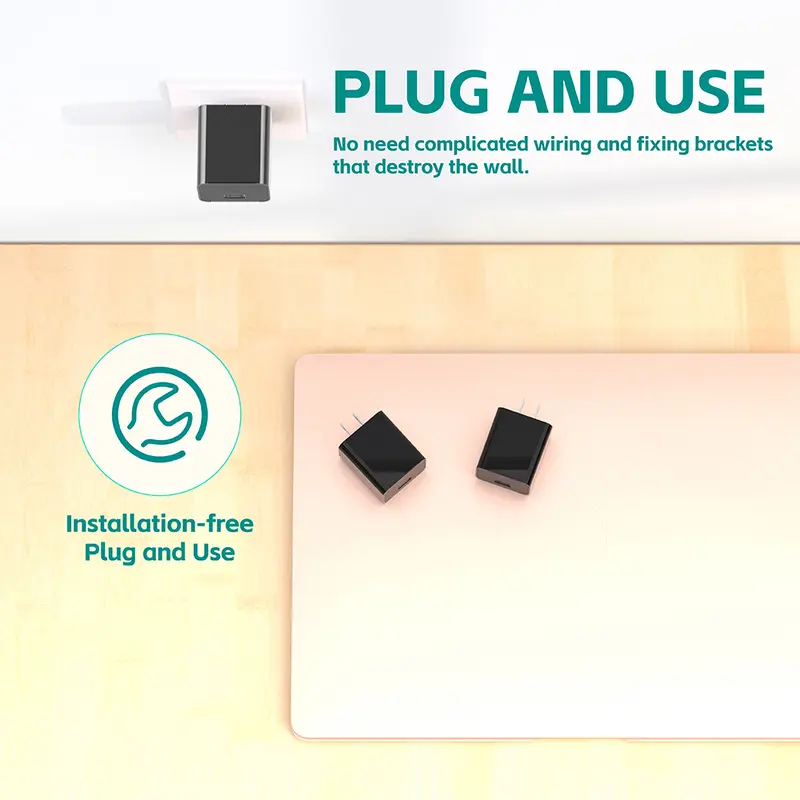 PLUG AND USE
No need complicated wiring and fixing brackets
that destroy the wall.
Installation-free
Plug and Use